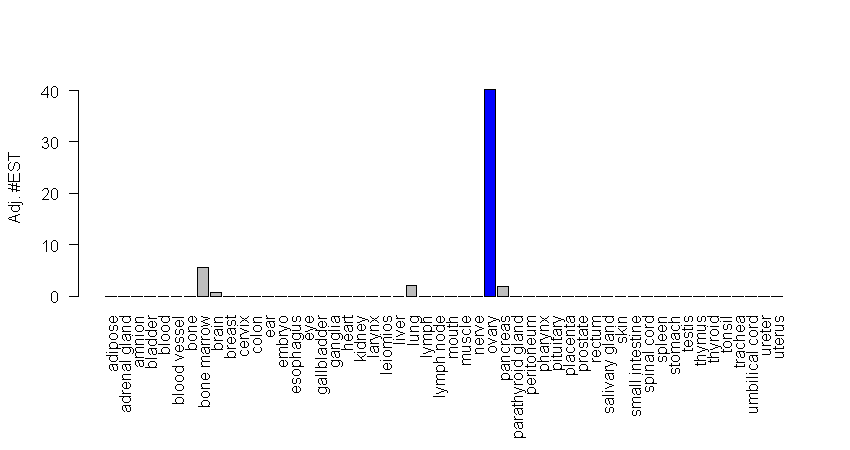 Adj. #EST
40
30
20
10
0
adipose
adrenal gland
amnion
bladder
blood
blood vessel
bone
bone marrow
brain
breast
cervix
colon
ear
embryo
esophagus
eye
gallbladder
ganglia
heart
kidney
larynx
leiomios
liver
lung
lymph
lymph node
mouth
muscle
nerve
ovary
pancreas
parathyroid gland
peritoneum
pharynx
pituitary
placenta
prostate
rectum
salivary gland
skin
small intestine
spinal cord
spleen
stomach
testis
thymus
thyroid
tonsil
trachea
umbilical cord
ureter
uterus